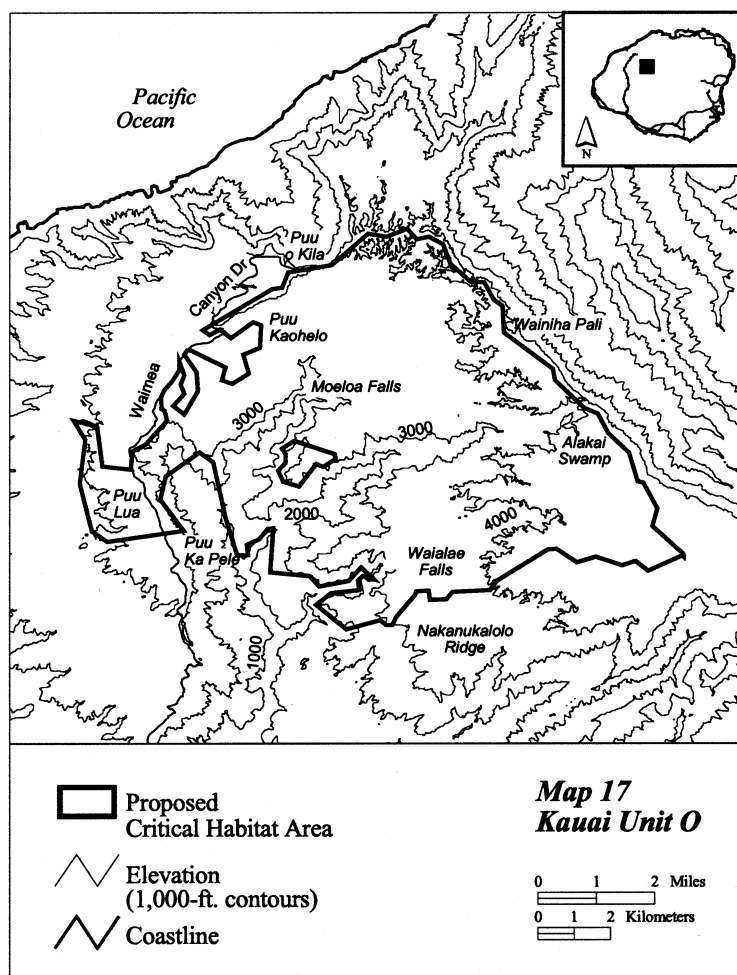 Pacific
Ocean
N
Puu
o Kila
Canyon Dr
Puu
Kaohelo
Wainiha Pali
Waimea
Moeloa Falls
3000
3000
Alakai
Swamp
Puu
Lua
2000
4000
Puu
Ka Pele
Waialae
Falls
1000
Nakanukalolo
Ridge
Proposed
Critical Habitat Area
Elevation
(1,000-ft. contours)
Coastline
Map 17
Kauai Unit O
0 1 2 Miles
0 1 2 Kilometers